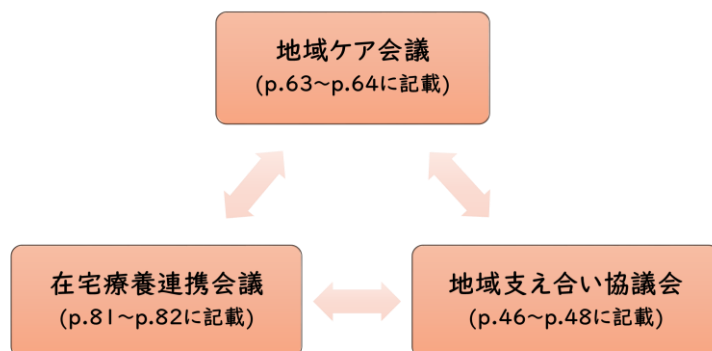 地域ケア会議
(p.63~p.64に記載)
在宅療養連携会議
(p.81~p.82に記載)
地域支え合い協議会
(p.46~p.48に記載)